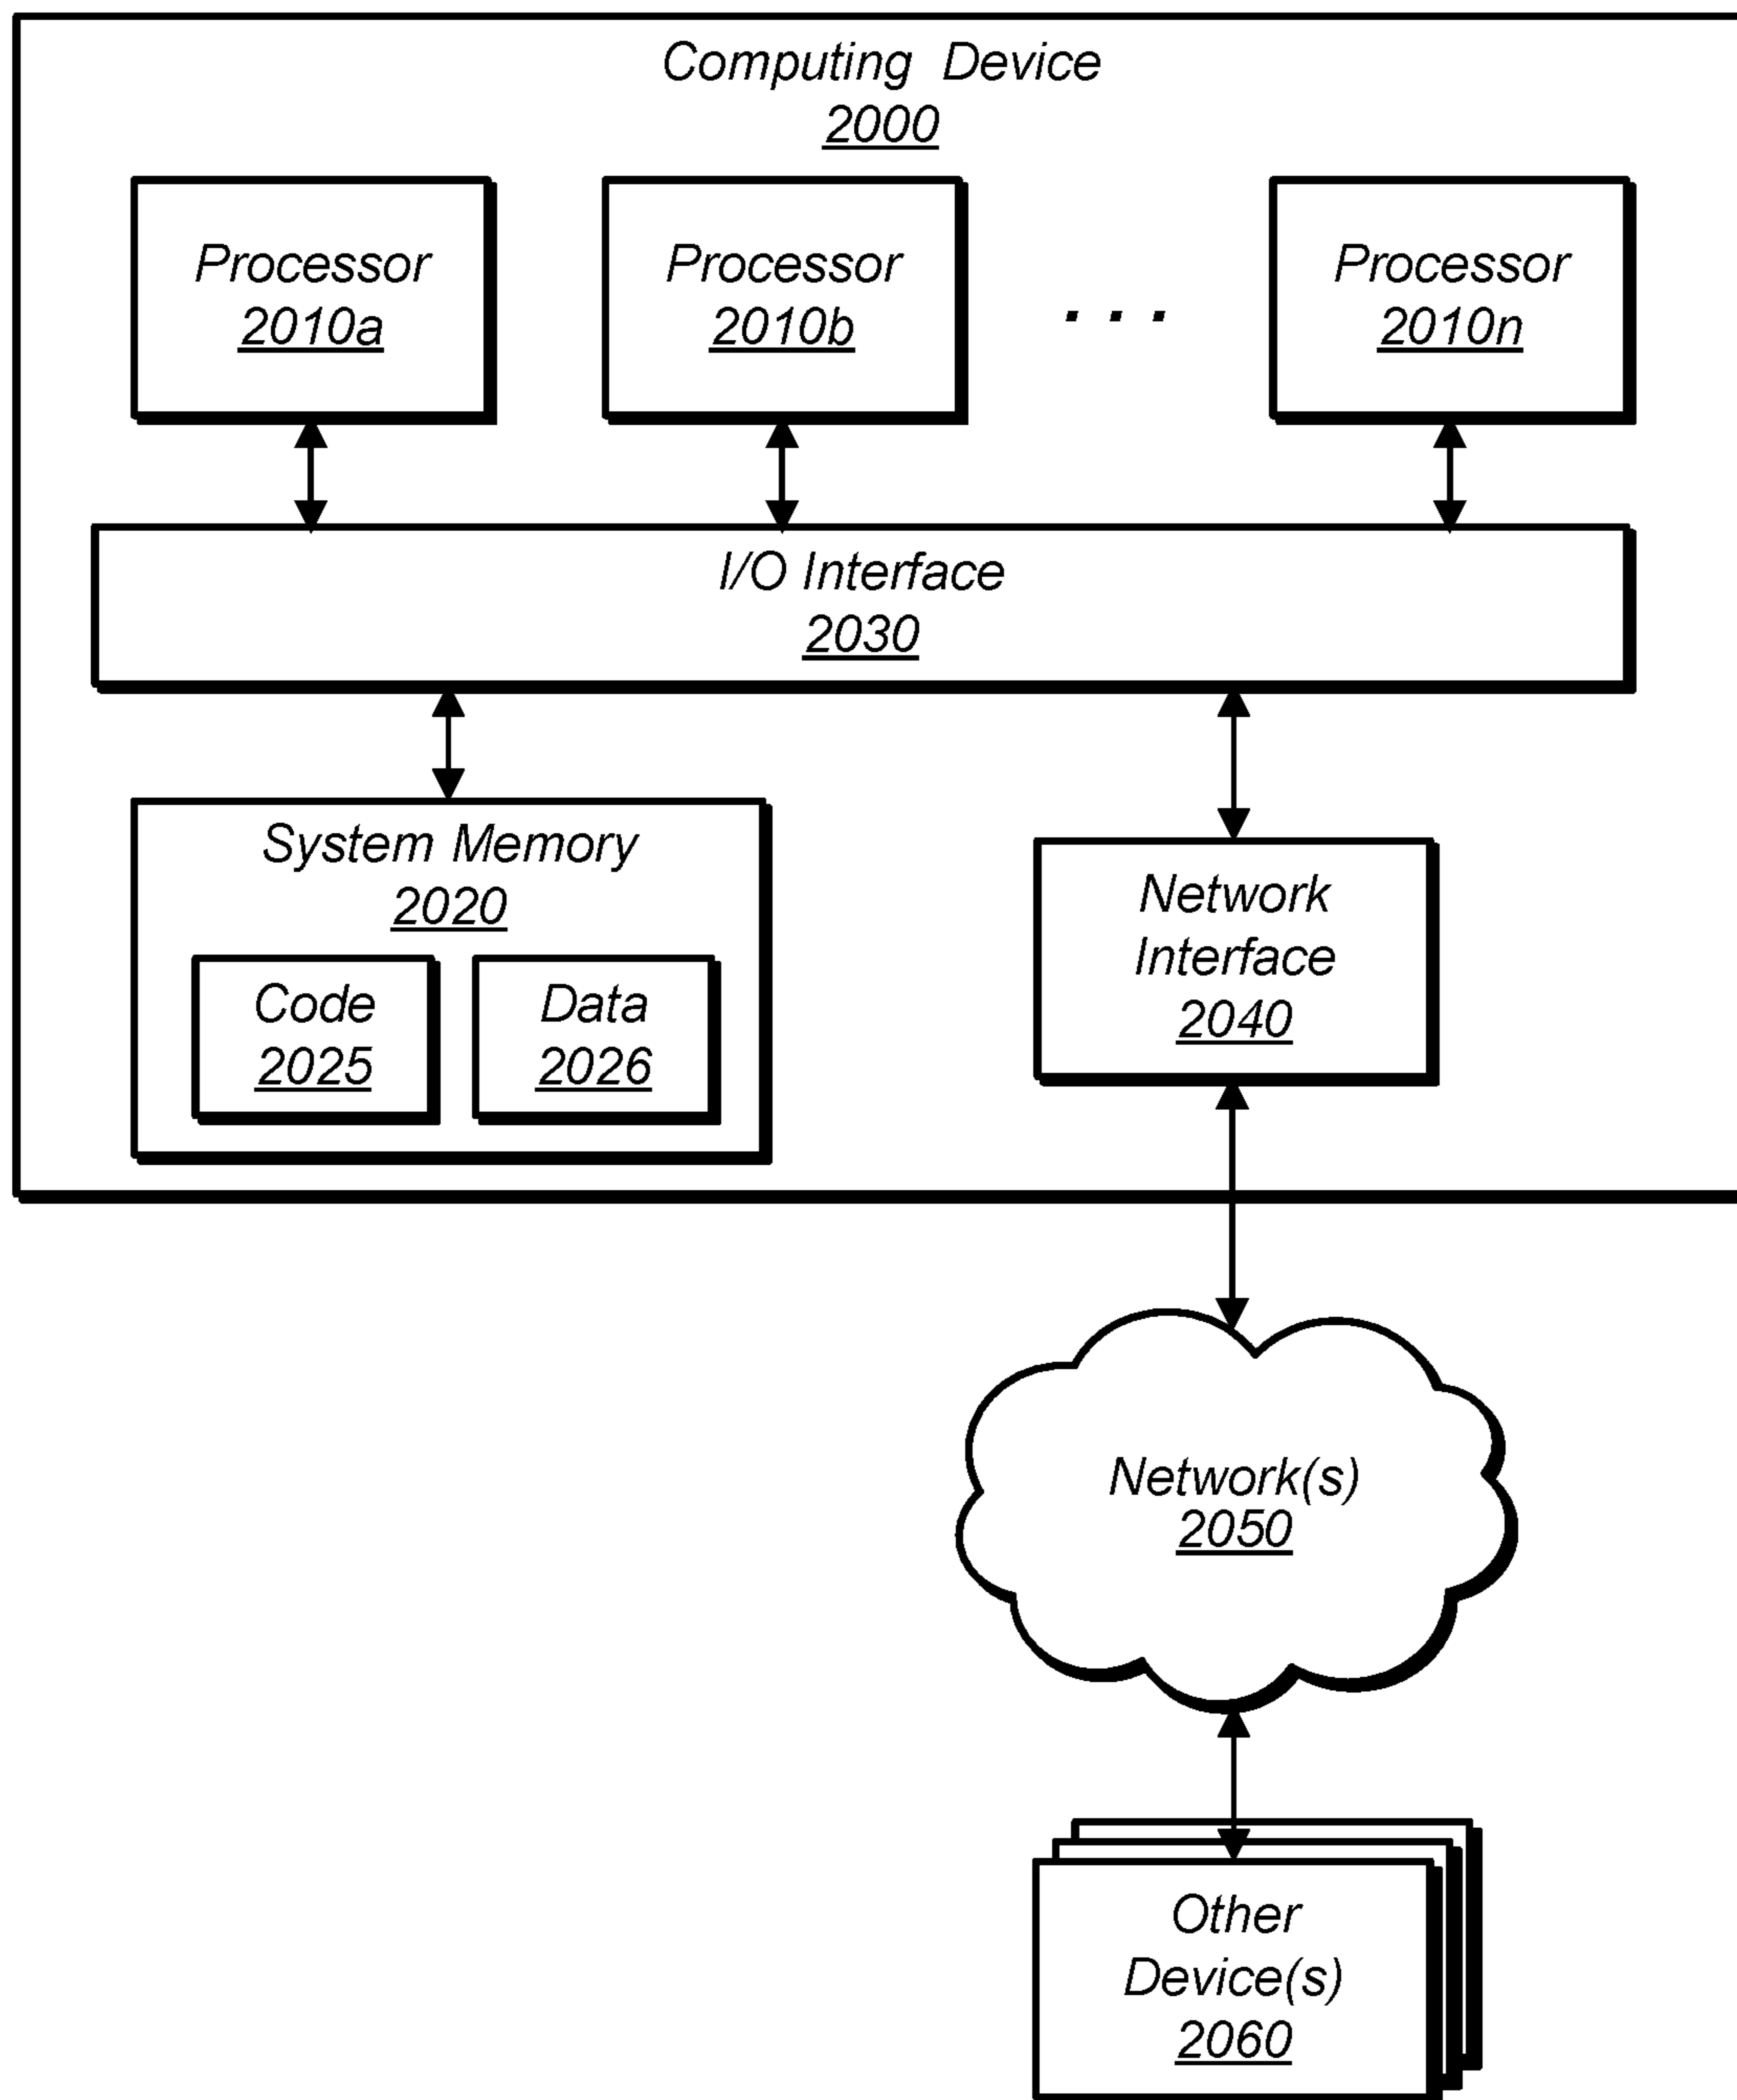 Computing Device
2000
Processor
2010a
Processor
2010b
. . .
Processor
2010n
I/O Interface
2030
System Memory
2020
Code
2025
Data
2026
Network
Interface
2040
Network(s)
2050
Other
Device(s)
2060